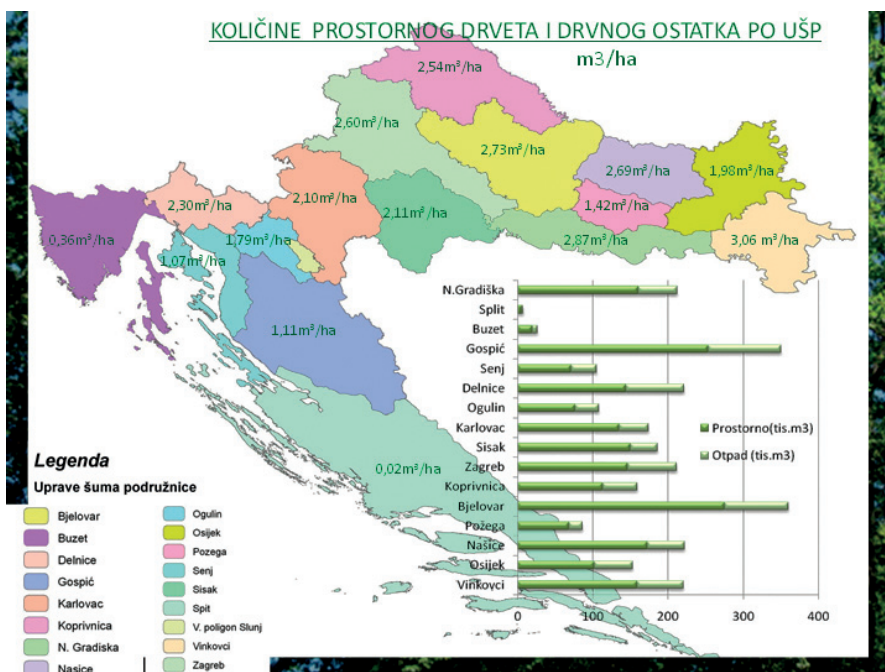 KOLIČINE PROSTORNOG DRVETA I DRVNOG OSTATKA PO UŠP
m3/ha
2,54m³/ha
2,60m³/ha
2,73m³/ha
2,69m³/ha
1,98m³/ha
2,30m³/ha
2,10m³/ha
2,11m³/ha
1,42m³/ha
0,36m³/ha
1,79m³/ha
2,87m³/ha
3,06 m³/ha
1,07m³/ha
1,11m³/ha
0,02m³/ha
N.Gradiška
Split
Buzet
Gospić
Senj
Delnice
Ogulin
Karlovac
Sisak
Zagreb
Koprivnica
Bjelovar
Požega
Našice
Osijek
Vinkovci
0 100 200 300 400
Prostorno(tis.m3)
Otpad (tis.m3)
Legenda
Uprave šuma podružnice
Bjelovar
Buzet
Delnice
Gospić
Karlovac
Koprivnica
N. Gradiska
Nasice
Ogulin
Osijek
Pozega
Senj
Sisak
Spit
V. poligon Slunj
Vinkovci
Zagreb